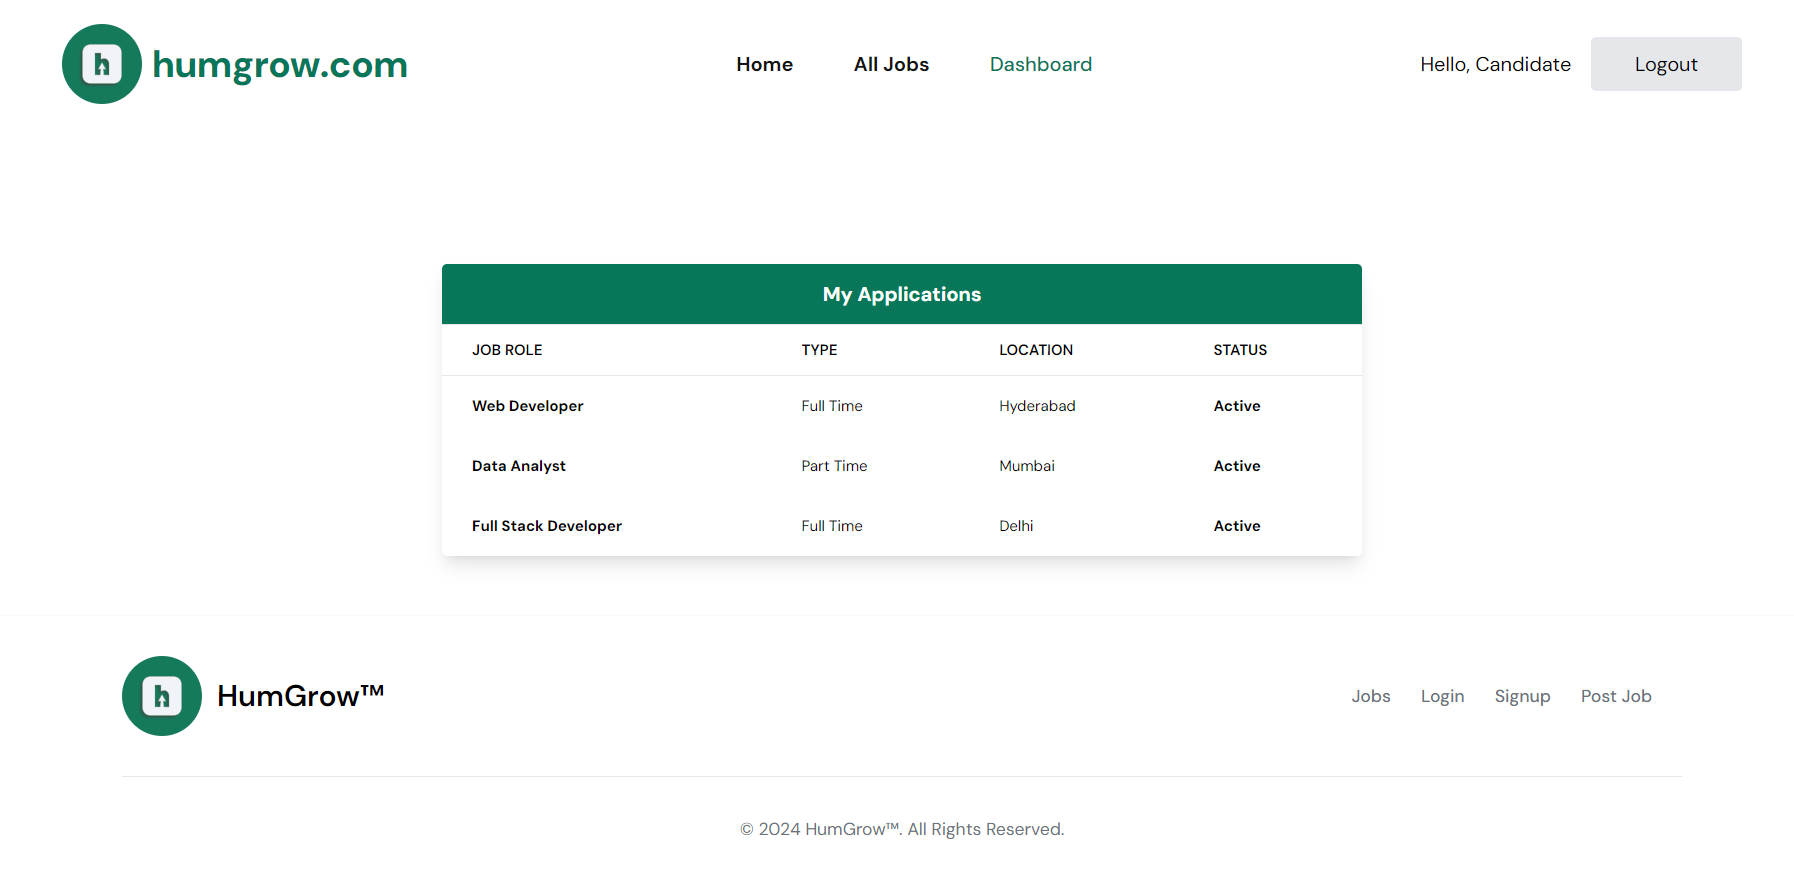 h humgrow.com Home All Jobs Dashboard Hello, Candidate Logout
My Applications
JOB ROLE TYPE LOCATION STATUS
Web Developer Full Time Hyderabad Active
Data Analyst Part Time Mumbai Active
Full Stack Developer Full Time Delhi Active
h HumGrow™ Jobs Login Signup Post Job
© 2024 HumGrow™. All Rights Reserved.